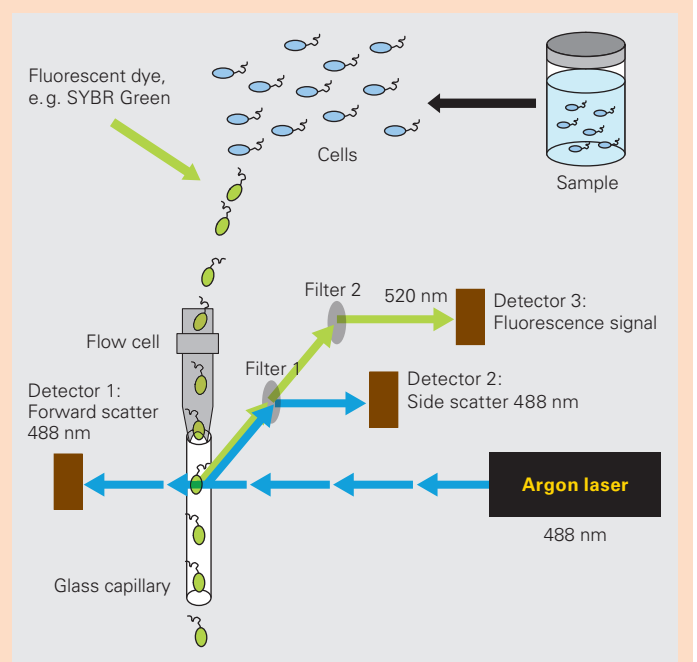 Fluorescent dye,
e.g. SYBR Green
Cells
Sample
Filter 2
520 nm
Detector 3:
Fluorescence signal
Flow cell
Filter 1
Detector 2:
Side scatter 488 nm
Detector 1:
Forward scatter
488 nm
Argon laser
488 nm
Glass capillary